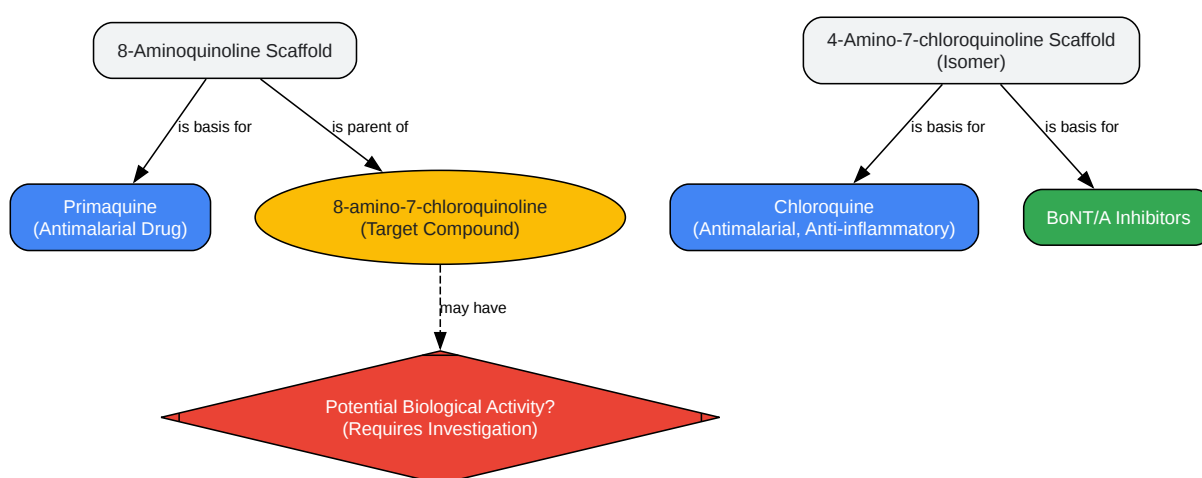 8-Aminoquinoline Scaffold
4-Amino-7-chloroquinoline Scaffold
(Isomer)
is basis for
is parent of
is basis for
is basis for
Primaquine
(Antimalarial Drug)
8-amino-7-chloroquinoline
(Target Compound)
Chloroquine
(Antimalarial, Anti-inflammatory)
BoNT/A Inhibitors
may have
Potential Biological Activity?
(Requires Investigation)